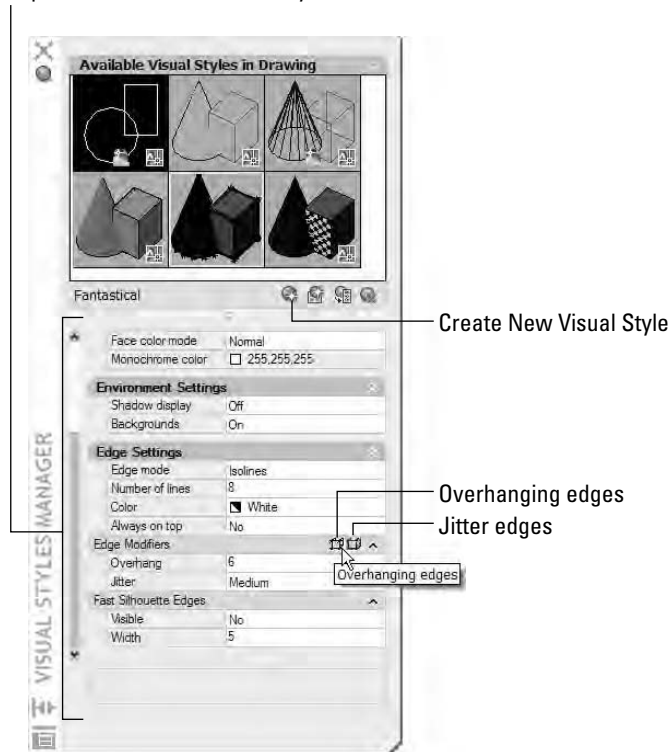 Available Visual Styles in Drawing
Fantastical
Create New Visual Style
Face color mode Normal
Monochrome color 255,255,255
Environment Settings
Shadow display Off
Backgrounds On
Edge Settings
Edge mode Isolines
Number of lines 8
Color White
Always on top No
Overhanging edges
Jitter edges
Edge Modifiers
Overhang 6
Overhanging edges
Jitter Medium
Fast Silhouette Edges
Visible No
Width 5
VISUAL STYLES MANAGER